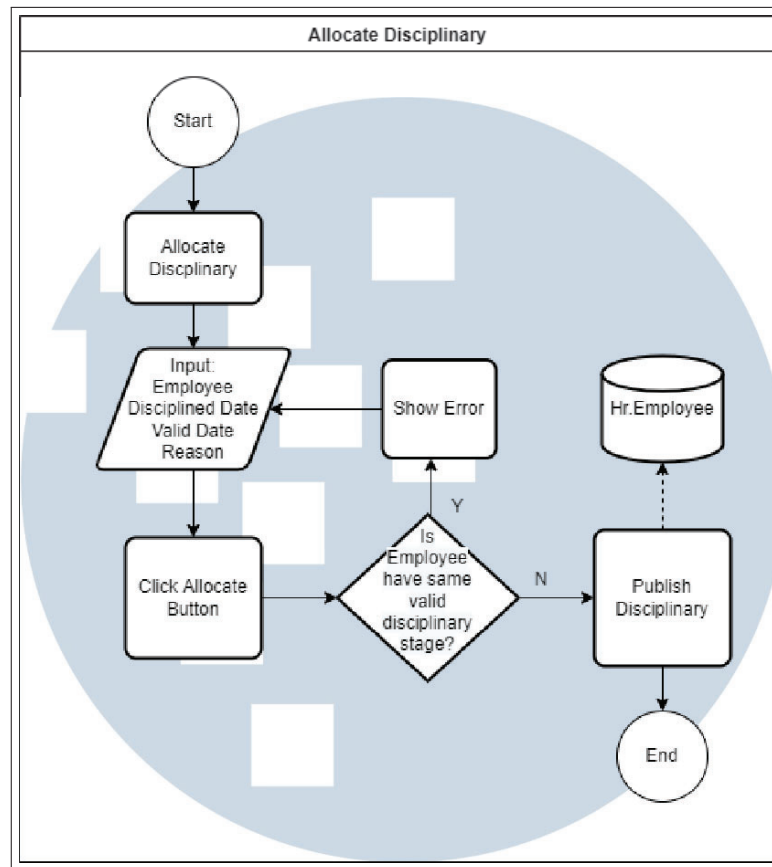 Allocate Disciplinary
Start
Allocate
Discplinary
Input:
Employee
Disciplined Date
Valid Date
Reason
Show Error
Hr.Employee
Y
Click Allocate
Button
Is
Employee
have same
valid
disciplinary
stage?
N
Publish
Disciplinary
End